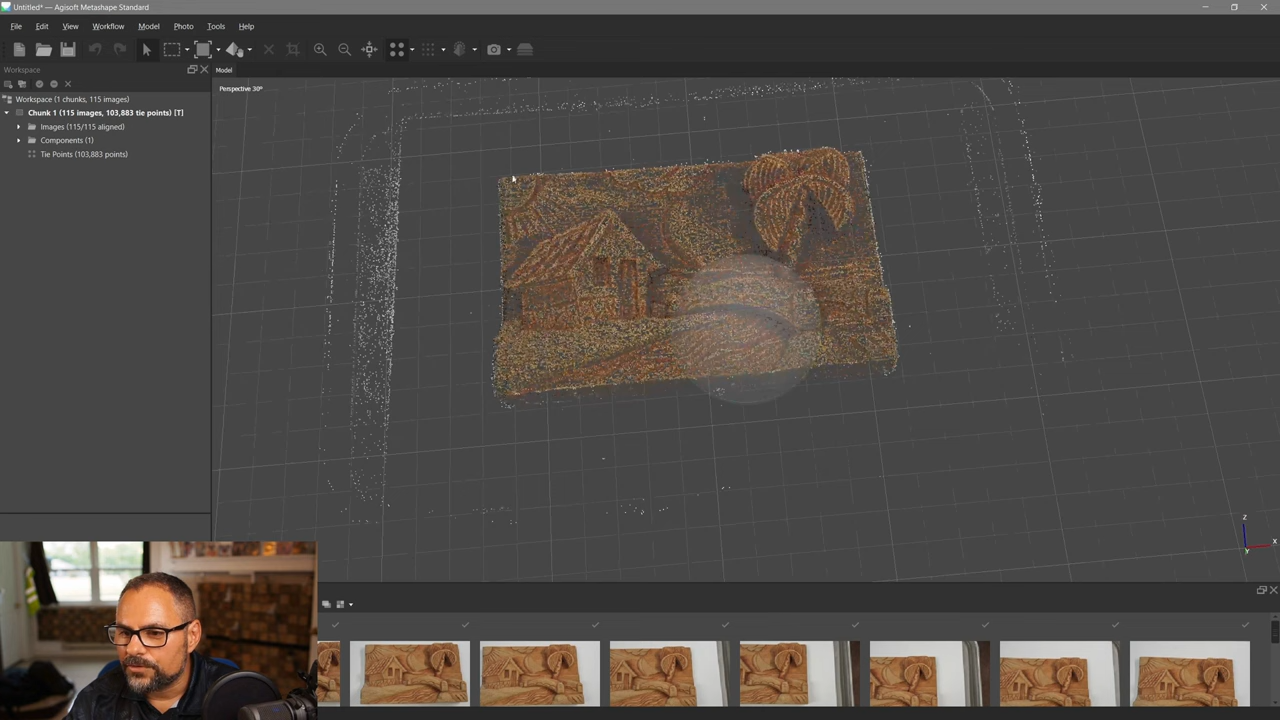 Untitled* — Agisoft Metashape Standard
File Edit View Workflow Model Photo Tools Help
Workspace
Model
Perspective 30°
Workspace (1 chunks, 115 images)
Chunk 1 (115 images, 103,883 tie points) [T]
Images (115/115 aligned)
Components (1)
Tie Points (103,883 points)
Z
X
Y